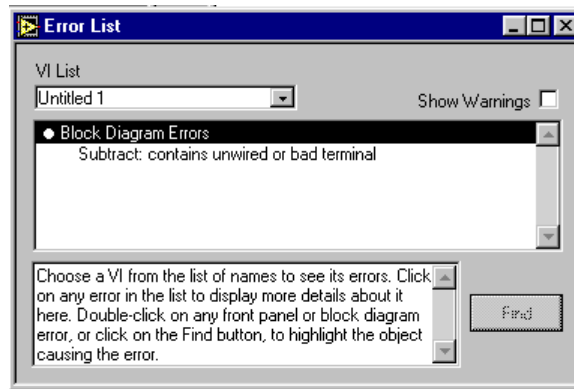 Error List
VI List
Untitled 1
Show Warnings
Block Diagram Errors
Subtract: contains unwired or bad terminal
Choose a VI from the list of names to see its errors. Click
on any error in the list to display more details about it
here. Double-click on any front panel or block diagram
error, or click on the Find button, to highlight the object
causing the error.
Find